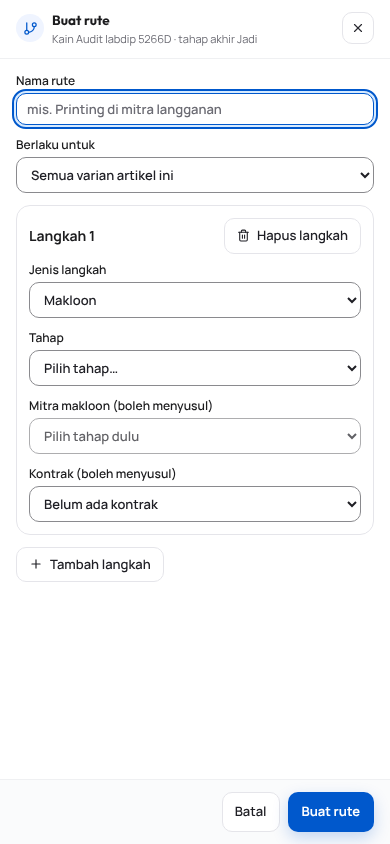 Buat rute
Kain Audit labdip 5266D · tahap akhir Jadi
Nama rute
mis. Printing di mitra langganan
Berlaku untuk
Semua varian artikel ini
Langkah 1
Hapus langkah
Jenis langkah
Makloon
Tahap
Pilih tahap...
Mitra makloon (boleh menyusul)
Pilih tahap dulu
Kontrak (boleh menyusul)
Belum ada kontrak
Tambah langkah
Batal
Buat rute